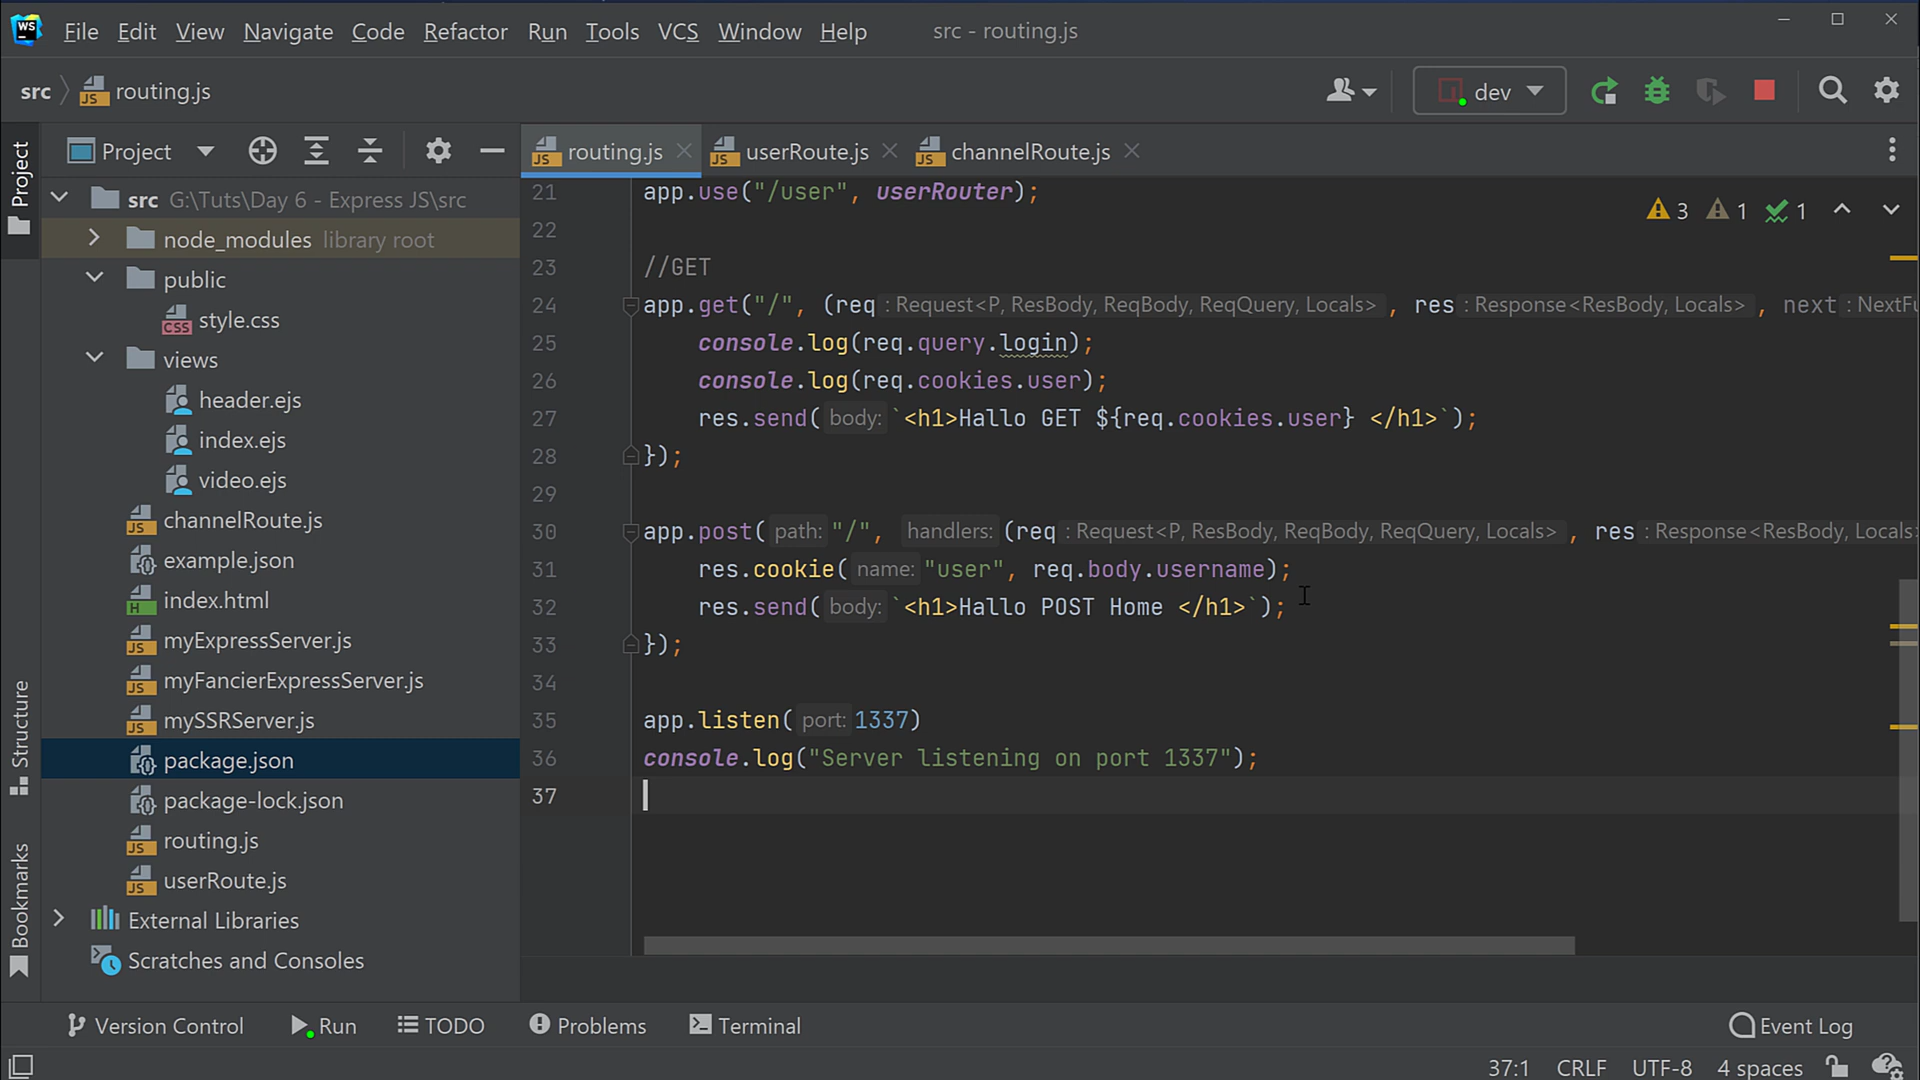 WS File Edit View Navigate Code Refactor Run Tools VCS Window Help src - routing.js
src routing.js dev
Project
Project
routing.js userRoute.js channelRoute.js
src G:\Tuts\Day 6 - Express JS\src
node_modules library root
public
style.css
views
header.ejs
index.ejs
video.ejs
channelRoute.js
example.json
index.html
myExpressServer.js
myFancierExpressServer.js
mySSRServer.js
package.json
package-lock.json
routing.js
userRoute.js
External Libraries
Scratches and Consoles
Structure
Bookmarks
3 1 1
21 app.use("/user", userRouter);
22
23 //GET
24 app.get("/", (req : Request<P, ResBody, ReqBody, ReqQuery, Locals> , res : Response<ResBody, Locals> , next : NextFu
25 console.log(req.query.login);
26 console.log(req.cookies.user);
27 res.send( body: `<h1>Hallo GET ${req.cookies.user} </h1>`);
28 });
29
30 app.post( path: "/", handlers: (req : Request<P, ResBody, ReqBody, ReqQuery, Locals> , res : Response<ResBody, Locals>
31 res.cookie( name: "user", req.body.username);
32 res.send( body: `<h1>Hallo POST Home </h1>`);
33 });
34
35 app.listen( port: 1337)
36 console.log("Server listening on port 1337");
37
Version Control Run TODO Problems Terminal Event Log
37:1 CRLF UTF-8 4 spaces